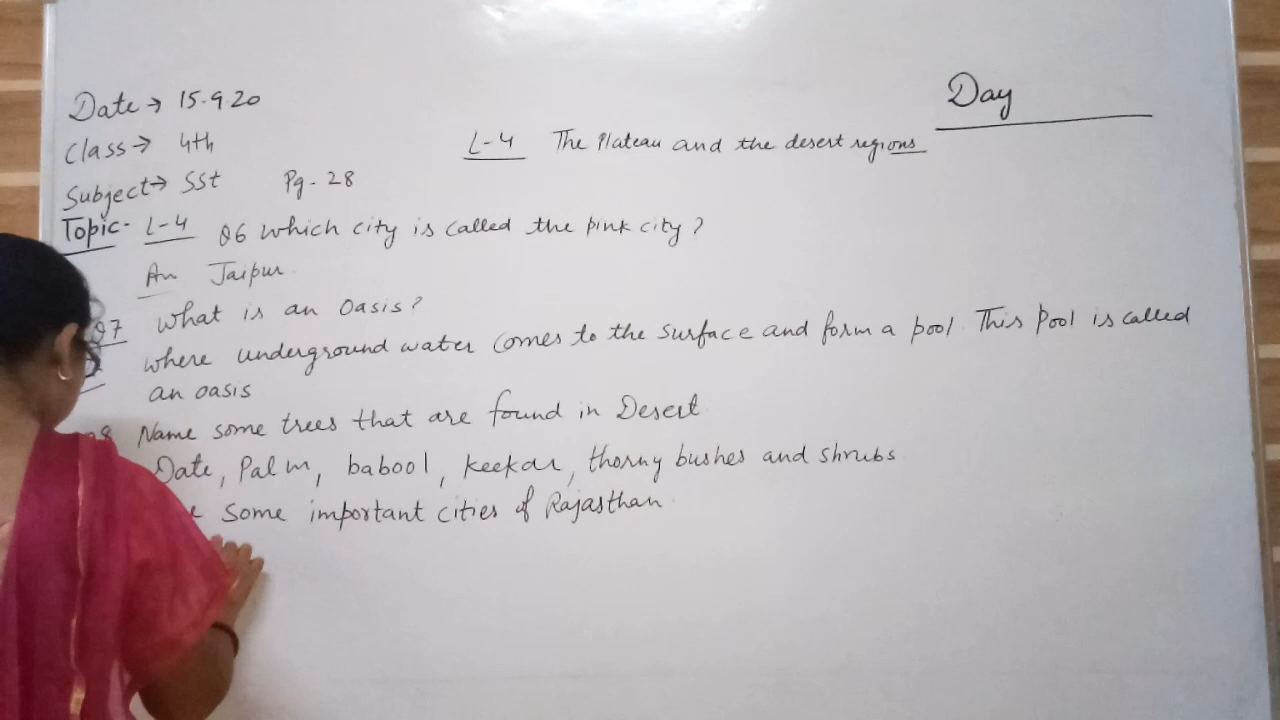 Day
Date → 15.9.20
Class → 4th
L-4 The Plateau and the desert regions
Subject → SSt Pg - 28
Topic - L-4 Q6 Which city is called the pink city?
An Jaipur.
Q7 What is an Oasis?
where underground water comes to the surface and form a pool. This pool is called
an oasis
Name some trees that are found in Desert
Date, Palm, babool, keekar, thorny bushes and shrubs
some important cities of Rajasthan.